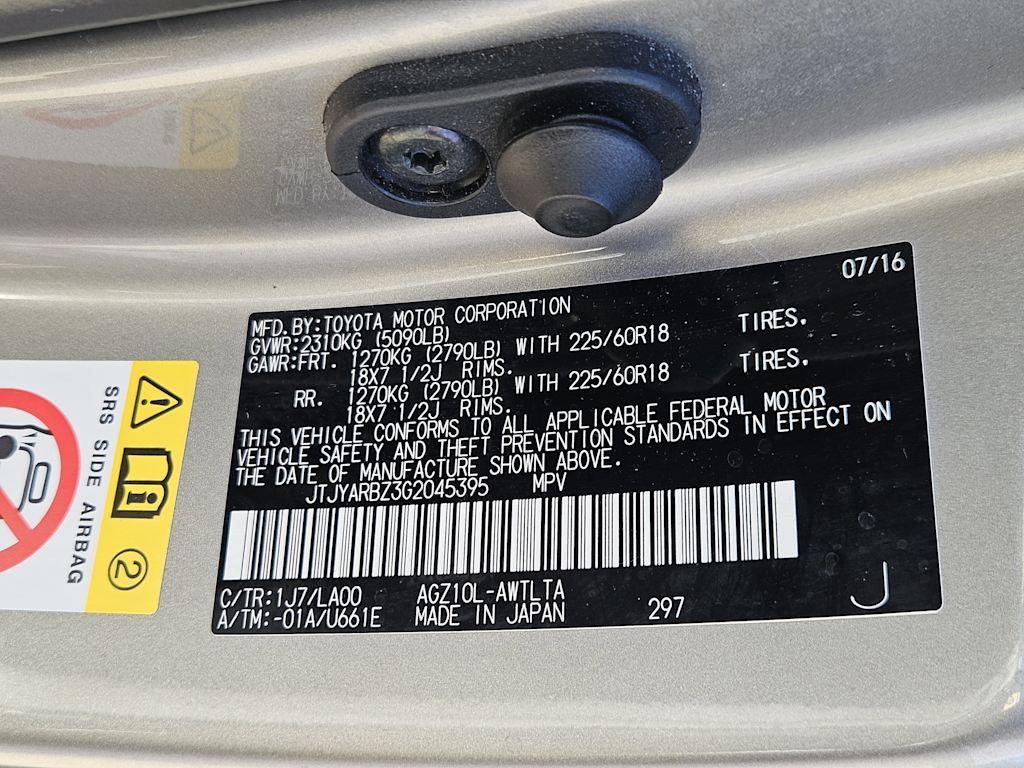 07/16
MFD.BY:TOYOTA MOTOR CORPORATION
GVWR:2310KG (5090LB)
GAWR:FRT. 1270KG (2790LB) WITH 225/60R18 TIRES.
18X7 1/2J RIMS.
RR. 1270KG (2790LB) WITH 225/60R18 TIRES.
18X7 1/2J RIMS.
THIS VEHICLE CONFORMS TO ALL APPLICABLE FEDERAL MOTOR
VEHICLE SAFETY AND THEFT PREVENTION STANDARDS IN EFFECT ON
THE DATE OF MANUFACTURE SHOWN ABOVE.
JTJYARBZ3G2045395 MPV
C/TR:1J7/LA00 AGZ10L-AWTLTA
A/TM:-01A/U661E MADE IN JAPAN 297 J
SRS SIDE AIRBAG
2